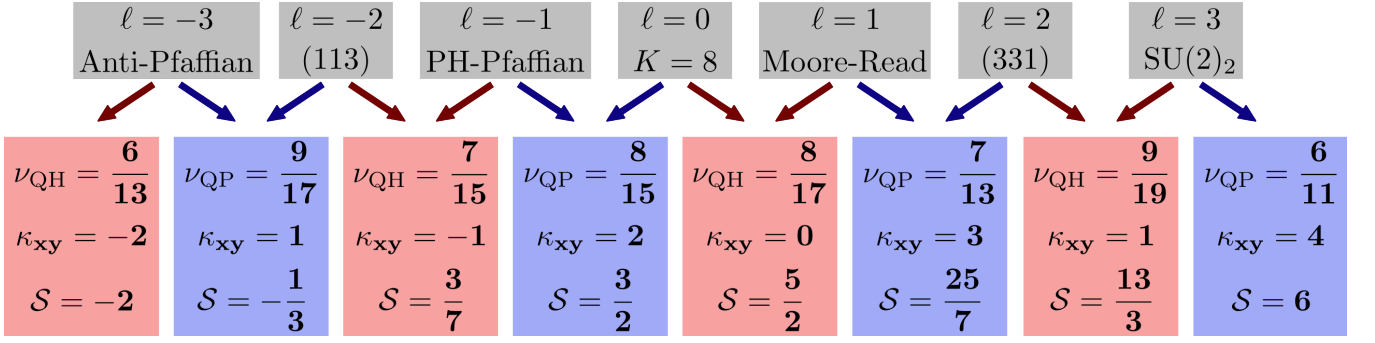 ℓ = −3
Anti-Pfaffian
ℓ = −2
(113)
ℓ = −1
PH-Pfaffian
ℓ = 0
K = 8
ℓ = 1
Moore-Read
ℓ = 2
(331)
ℓ = 3
SU(2)₂
ν_QH = 6/13
κ_xy = −2
𝒮 = −2
ν_QP = 9/17
κ_xy = 1
𝒮 = −1/3
ν_QH = 7/15
κ_xy = −1
𝒮 = 3/7
ν_QP = 8/15
κ_xy = 2
𝒮 = 3/2
ν_QH = 8/17
κ_xy = 0
𝒮 = 5/2
ν_QP = 7/13
κ_xy = 3
𝒮 = 25/7
ν_QH = 9/19
κ_xy = 1
𝒮 = 13/3
ν_QP = 6/11
κ_xy = 4
𝒮 = 6